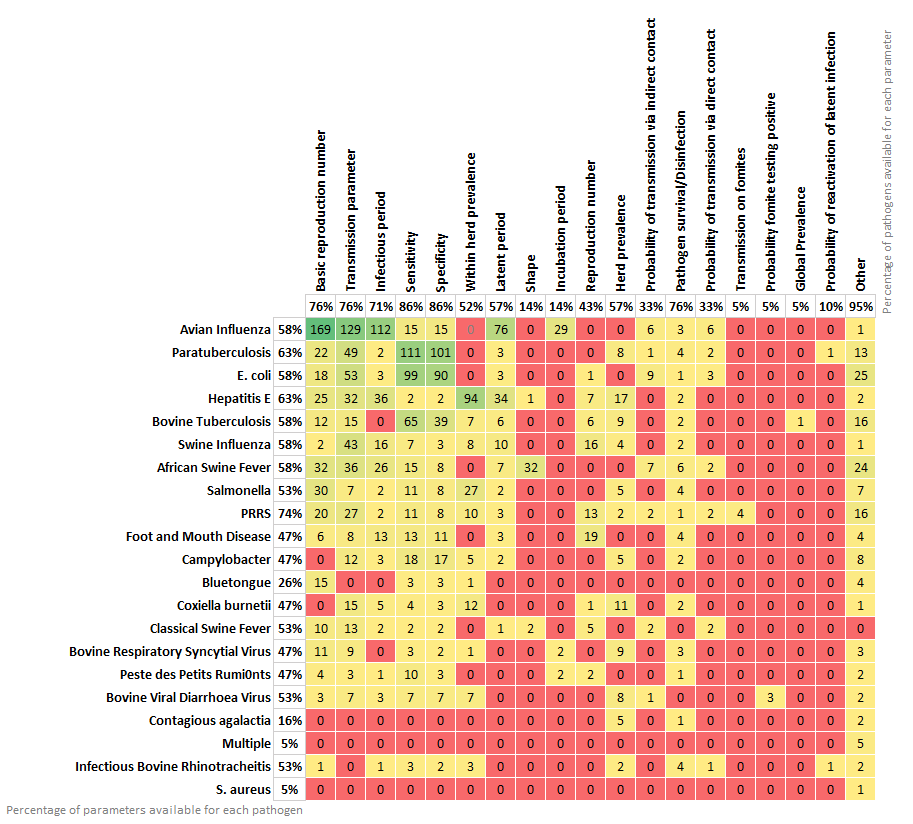 Basic reproduction number
Transmission parameter
Infectious period
Sensitivity
Specificity
Within herd prevalence
Latent period
Shape
Incubation period
Reproduction number
Herd prevalence
Probability of transmission via indirect contact
Pathogen survival/Disinfection
Probability of transmission via direct contact
Transmission on fomites
Probability fomite testing positive
Global Prevalence
Probability of reactivation of latent infection
Other
Percentage of pathogens available for each parameter
76% 76% 71% 86% 86% 52% 57% 14% 14% 43% 57% 33% 76% 33% 5% 5% 5% 10% 95%
Avian Influenza 58% 169 129 112 15 15 0 76 0 29 0 0 6 3 6 0 0 0 0 1
Paratuberculosis 63% 22 49 2 111 101 0 3 0 0 0 8 1 4 2 0 0 0 1 13
E. coli 58% 18 53 3 99 90 0 3 0 0 1 0 9 1 3 0 0 0 0 25
Hepatitis E 63% 25 32 36 2 2 94 34 1 0 7 17 0 2 0 0 0 0 0 2
Bovine Tuberculosis 58% 12 15 0 65 39 7 6 0 0 6 9 0 2 0 0 0 1 0 16
Swine Influenza 58% 2 43 16 7 3 8 10 0 0 16 4 0 2 0 0 0 0 0 1
African Swine Fever 58% 32 36 26 15 8 0 7 32 0 0 0 7 6 2 0 0 0 0 24
Salmonella 53% 30 7 2 11 8 27 2 0 0 0 5 0 4 0 0 0 0 0 7
PRRS 74% 20 27 2 11 8 10 3 0 0 13 2 2 1 2 4 0 0 0 16
Foot and Mouth Disease 47% 6 8 13 13 11 0 3 0 0 19 0 0 4 0 0 0 0 0 4
Campylobacter 47% 0 12 3 18 17 5 2 0 0 0 5 0 2 0 0 0 0 0 8
Bluetongue 26% 15 0 0 3 3 1 0 0 0 0 0 0 0 0 0 0 0 0 4
Coxiella burnetii 47% 0 15 5 4 3 12 0 0 0 1 11 0 2 0 0 0 0 0 1
Classical Swine Fever 53% 10 13 2 2 2 0 1 2 0 5 0 2 0 2 0 0 0 0 0
Bovine Respiratory Syncytial Virus 47% 11 9 0 3 2 1 0 0 2 0 9 0 3 0 0 0 0 0 3
Peste des Petits Rumi0nts 47% 4 3 1 10 3 0 0 0 2 2 0 0 1 0 0 0 0 0 2
Bovine Viral Diarrhoea Virus 53% 3 7 3 7 7 7 0 0 0 0 8 1 0 0 0 3 0 0 2
Contagious agalactia 16% 0 0 0 0 0 0 0 0 0 0 5 0 1 0 0 0 0 0 2
Multiple 5% 0 0 0 0 0 0 0 0 0 0 0 0 0 0 0 0 0 0 5
Infectious Bovine Rhinotracheitis 53% 1 0 1 3 2 3 0 0 0 0 2 0 4 1 0 0 0 1 2
S. aureus 5% 0 0 0 0 0 0 0 0 0 0 0 0 0 0 0 0 0 0 1
Percentage of parameters available for each pathogen